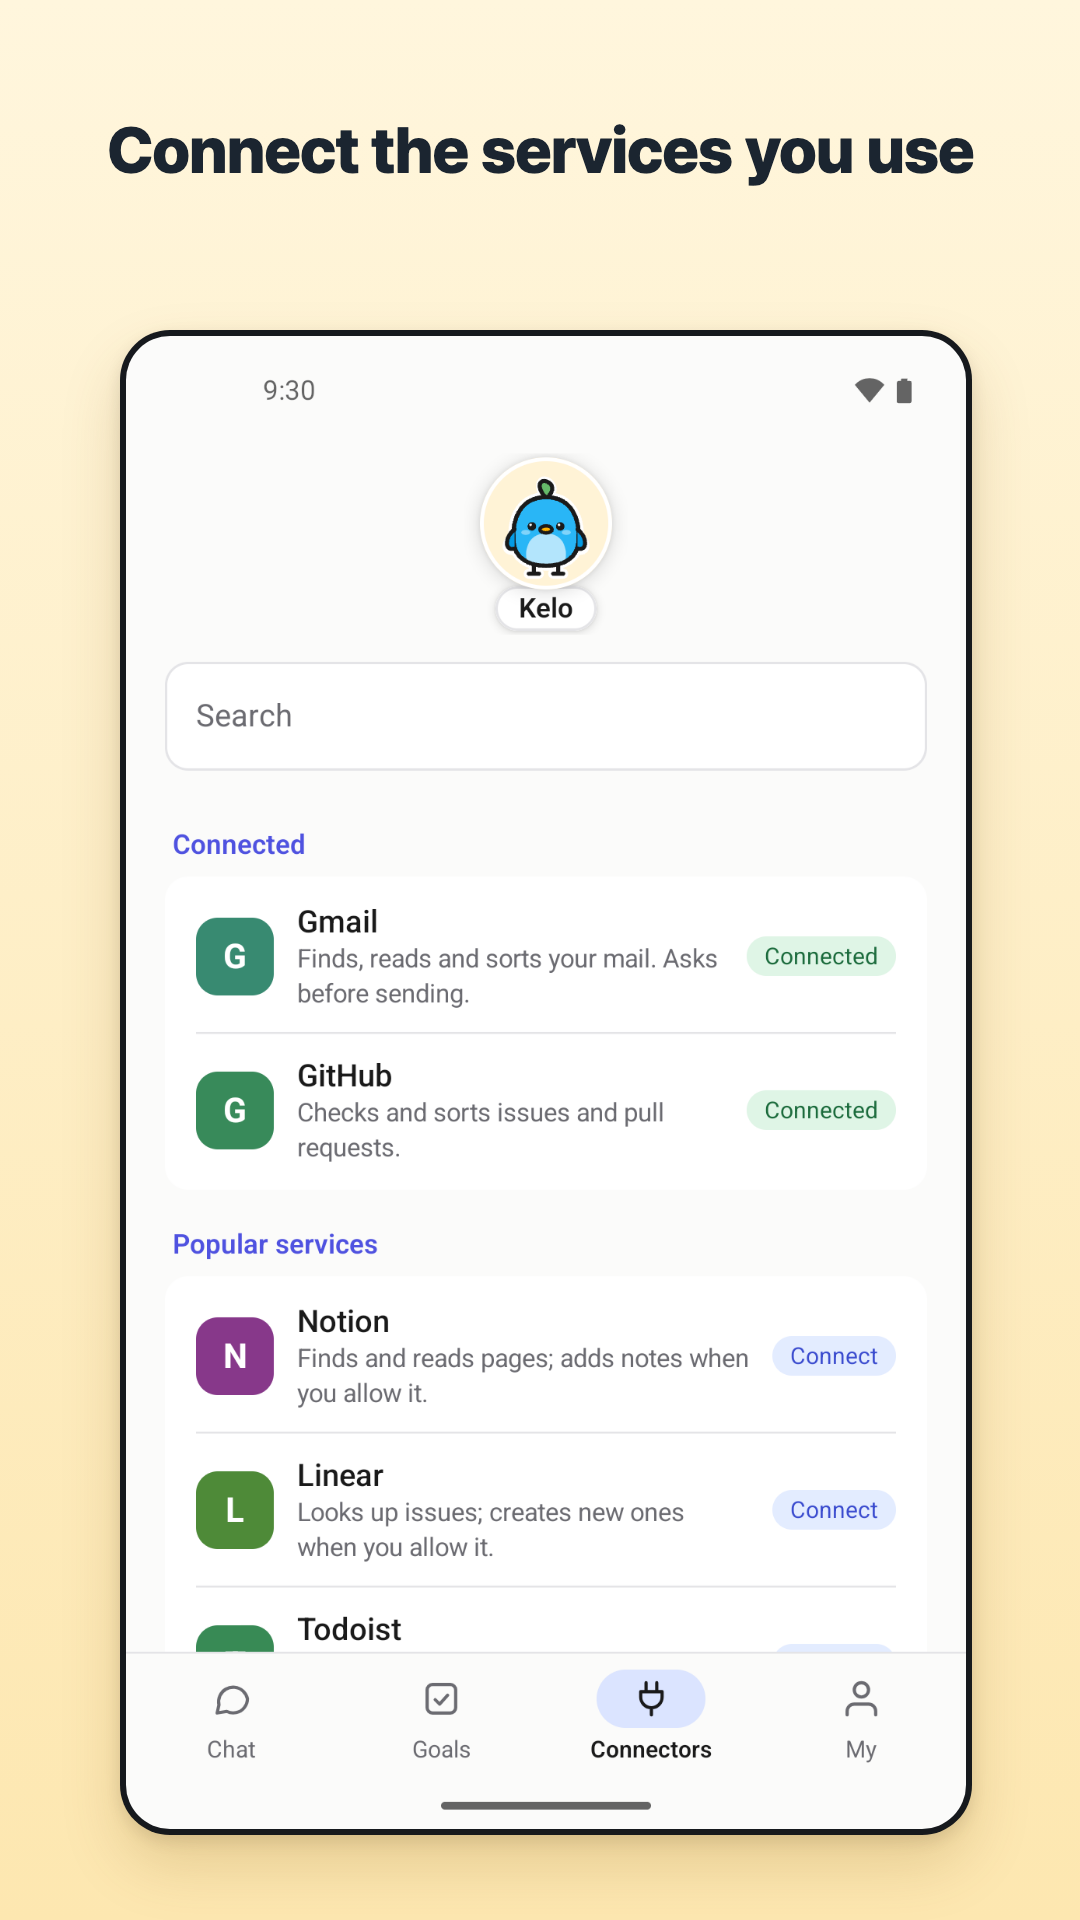 Connect the services you use
9:30
Kelo
Search
Connected
G
Gmail
Finds, reads and sorts your mail. Asks
before sending.
Connected
G
GitHub
Checks and sorts issues and pull
requests.
Connected
Popular services
N
Notion
Finds and reads pages; adds notes when
you allow it.
Connect
L
Linear
Looks up issues; creates new ones
when you allow it.
Connect
Todoist
Chat
Goals
Connectors
My